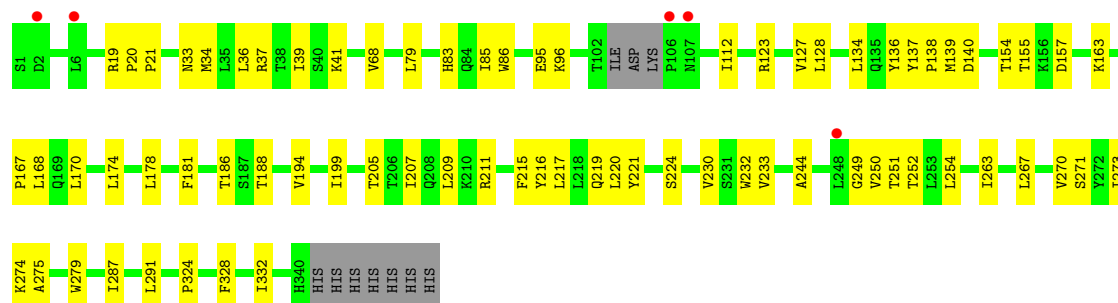 S1 D2 L6 R19 P20 P21 N33 M34 L35 L36 R37 T38 I39 S40 K41 V68 L79 H83 Q84 I85 W86 E95 K96 T102 ILE ASP LYS P106 N107 I112 R123 V127 L128 L134 Q135 Y136 Y137 P138 M139 D140 T154 T155 K156 D157 K163
P167 L168 Q169 L170 L174 L178 F181 T186 S187 T188 V194 I199 T205 T206 I207 Q208 L209 K210 R211 F215 Y216 L217 L218 Q219 L220 Y221 S224 V230 S231 W232 V233 A244 L248 G249 V250 T251 T252 L253 L254 I263 L267 V270 S271 Y272
K274 A275 W279 I287 L291 P324 F328 I332 H340 HIS HIS HIS HIS HIS HIS HIS